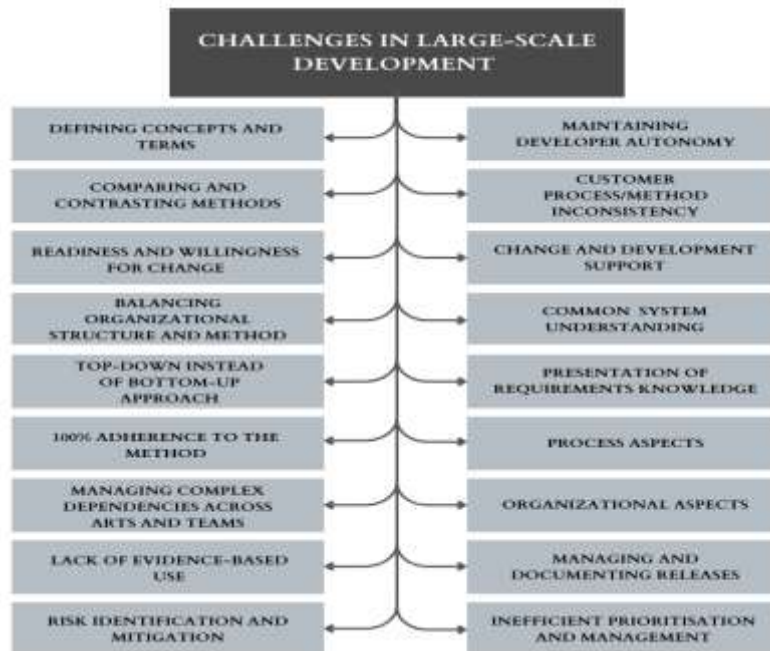 CHALLENGES IN LARGE-SCALE
DEVELOPMENT
DEFINING CONCEPTS AND
TERMS
COMPARING AND
CONTRASTING METHODS
READINESS AND WILLINGNESS
FOR CHANGE
BALANCING
ORGANIZATIONAL
STRUCTURE AND METHOD
TOP-DOWN INSTEAD
OF BOTTOM-UP
APPROACH
100% ADHERENCE TO THE
METHOD
MANAGING COMPLEX
DEPENDENCIES ACROSS
ARTS AND TEAMS
LACK OF EVIDENCE-BASED
USE
RISK IDENTIFICATION AND
MITIGATION
MAINTAINING
DEVELOPER AUTONOMY
CUSTOMER
PROCESS/METHOD
INCONSISTENCY
CHANGE AND DEVELOPMENT
SUPPORT
COMMON SYSTEM
UNDERSTANDING
PRESENTATION OF
REQUIREMENTS KNOWLEDGE
PROCESS ASPECTS
ORGANIZATIONAL ASPECTS
MANAGING AND
DOCUMENTING RELEASES
INEFFICIENT PRIORITISATION
AND MANAGEMENT